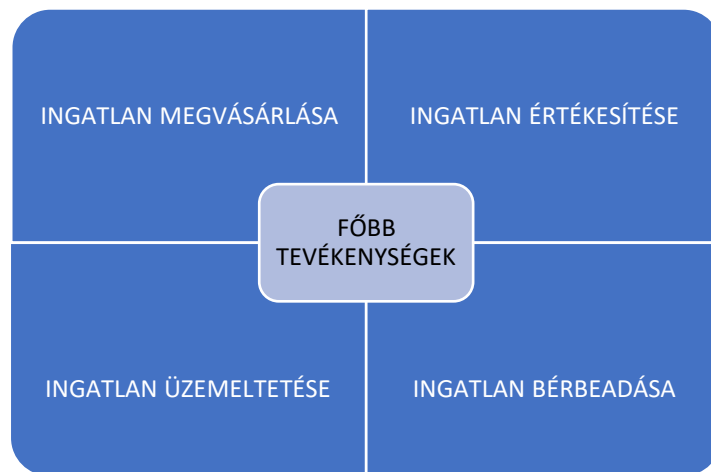 INGATLAN MEGVÁSÁRLÁSA
INGATLAN ÉRTÉKESÍTÉSE
FŐBB
TEVÉKENYSÉGEK
INGATLAN ÜZEMELTETÉSE
INGATLAN BÉRBEADÁSA